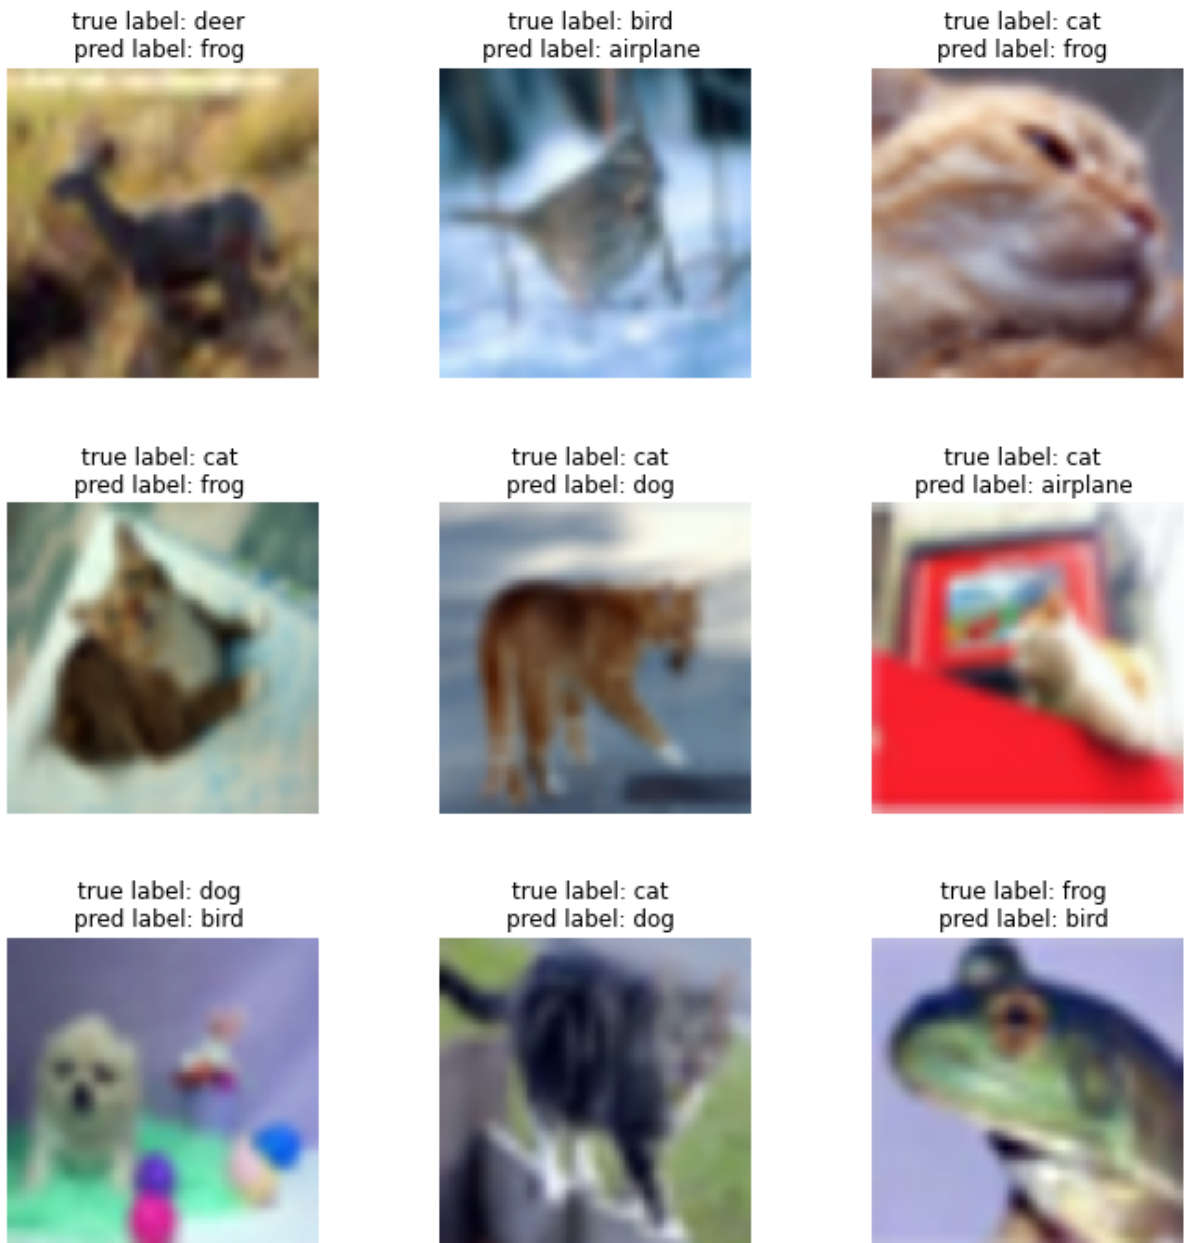 true label: deer
pred label: frog
true label: bird
pred label: airplane
true label: cat
pred label: frog
true label: cat
pred label: frog
true label: cat
pred label: dog
true label: cat
pred label: airplane
true label: dog
pred label: bird
true label: cat
pred label: dog
true label: frog
pred label: bird